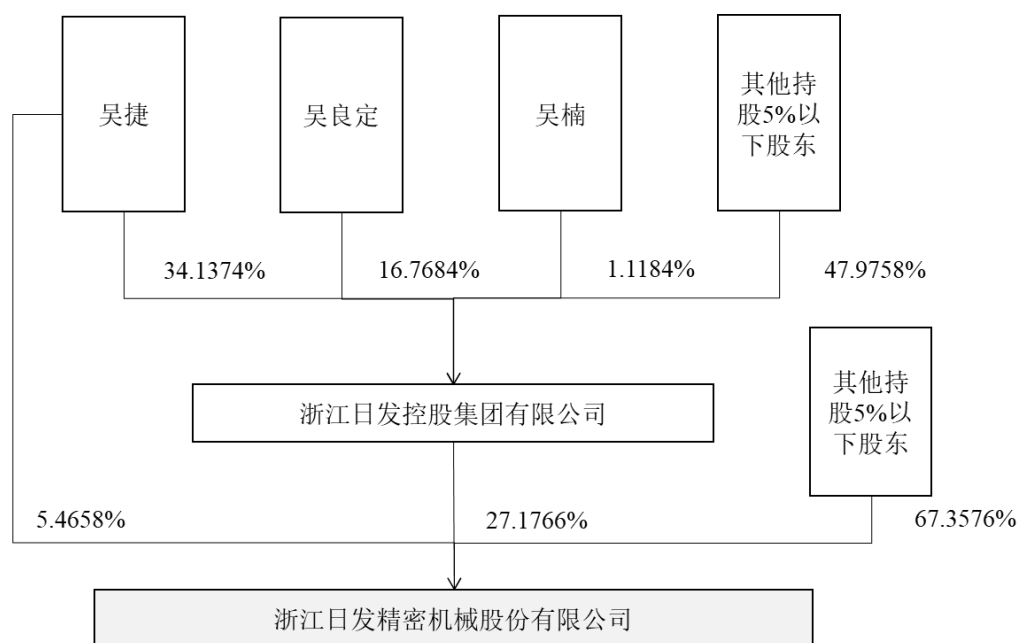 吴捷
吴良定
吴楠
其他持
股5%以
下股东
34.1374%
16.7684%
1.1184%
47.9758%
浙江日发控股集团有限公司
其他持
股5%以
下股东
5.4658%
27.1766%
67.3576%
浙江日发精密机械股份有限公司